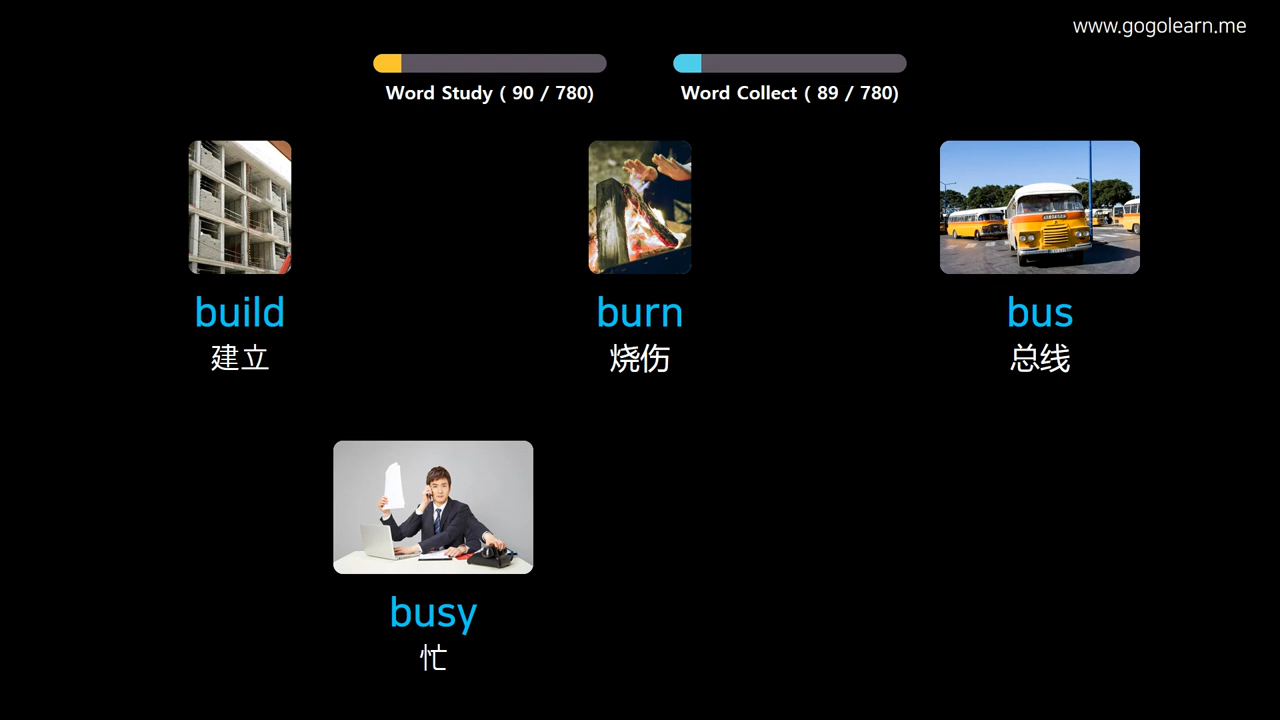 www.gogolearn.me
Word Study ( 90 / 780)
Word Collect ( 89 / 780)
build
建立
burn
烧伤
bus
总线
busy
忙